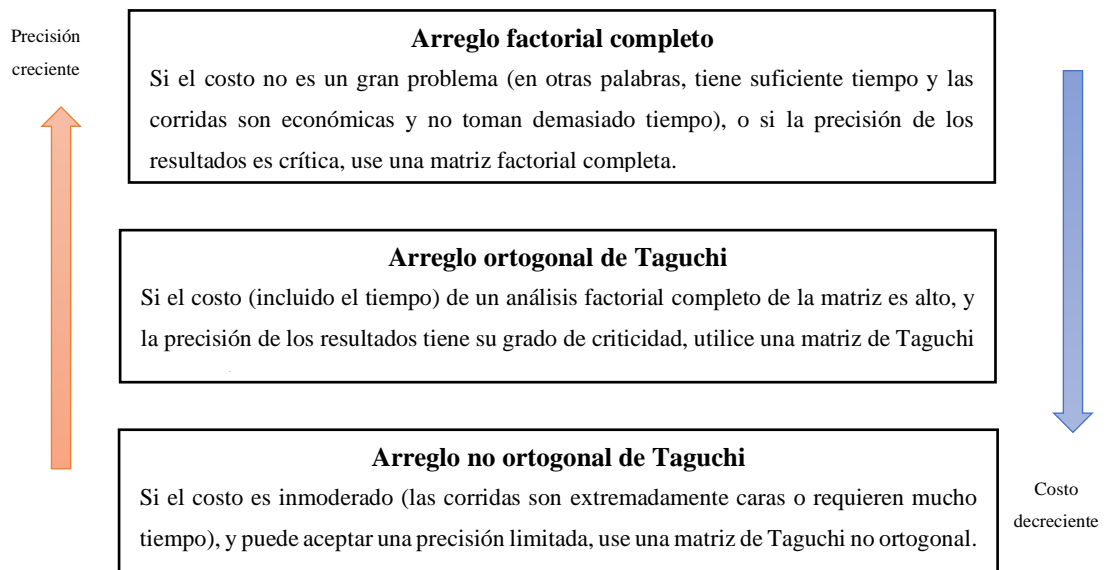 Precisión
creciente
Arreglo factorial completo
Si el costo no es un gran problema (en otras palabras, tiene suficiente tiempo y las
corridas son económicas y no toman demasiado tiempo), o si la precisión de los
resultados es crítica, use una matriz factorial completa.
Arreglo ortogonal de Taguchi
Si el costo (incluido el tiempo) de un análisis factorial completo de la matriz es alto, y
la precisión de los resultados tiene su grado de criticidad, utilice una matriz de Taguchi
Arreglo no ortogonal de Taguchi
Si el costo es inmoderado (las corridas son extremadamente caras o requieren mucho
tiempo), y puede aceptar una precisión limitada, use una matriz de Taguchi no ortogonal.
Costo
decreciente